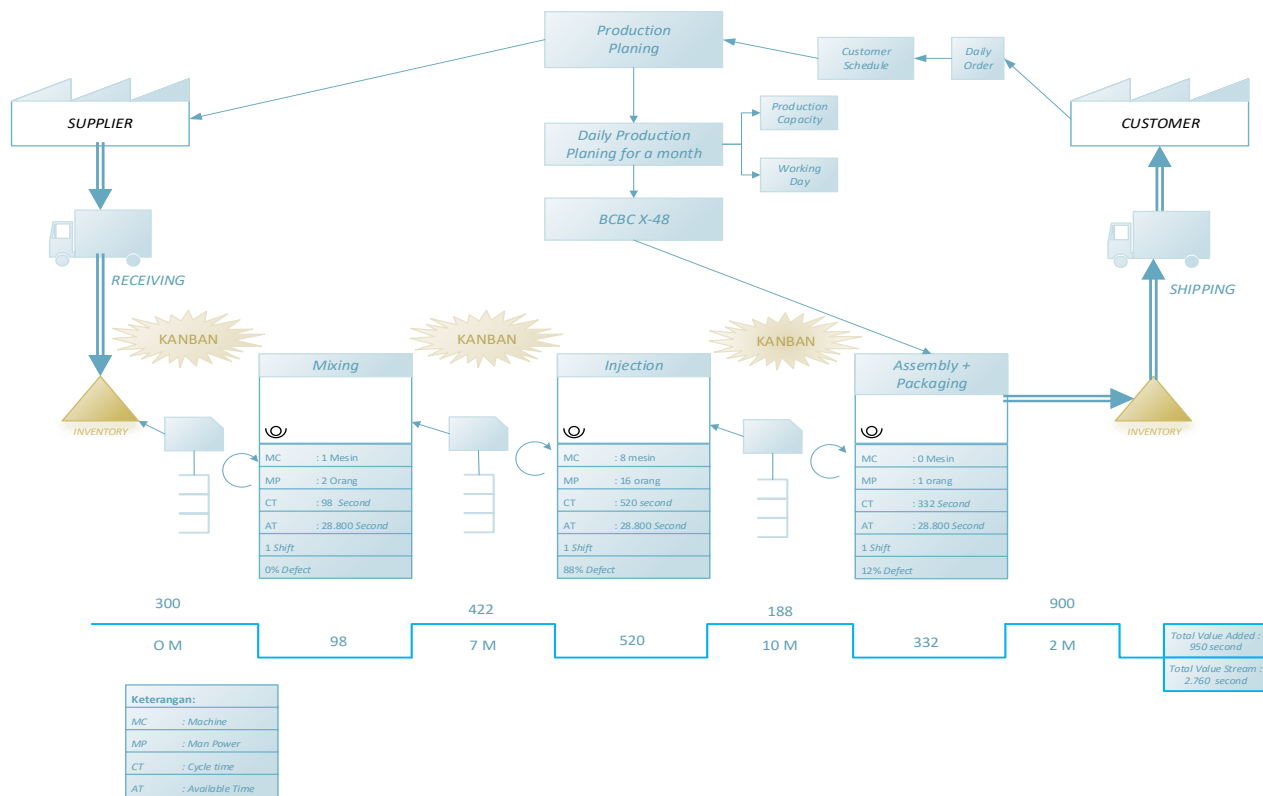 Production
Planing
Customer
Schedule
Daily
Order
SUPPLIER
CUSTOMER
Production
Capacity
Daily Production
Planing for a month
Working
Day
BCBC X-48
RECEIVING
SHIPPING
KANBAN
KANBAN
KANBAN
Mixing
Injection
Assembly +
Packaging
INVENTORY
INVENTORY
MC : 1 Mesin
MP : 2 Orang
CT : 98 Second
AT : 28.800 Second
1 Shift
0% Defect
MC : 8 mesin
MP : 16 orang
CT : 520 second
AT : 28.800 Second
1 Shift
88% Defect
MC : 0 Mesin
MP : 1 orang
CT : 332 Second
AT : 28.800 Second
1 Shift
12% Defect
300
422
188
900
O M
98
7 M
520
10 M
332
2 M
Total Value Added :
950 second
Total Value Stream :
2.760 second
Keterangan:
MC : Machine
MP : Man Power
CT : Cycle time
AT : Available Time